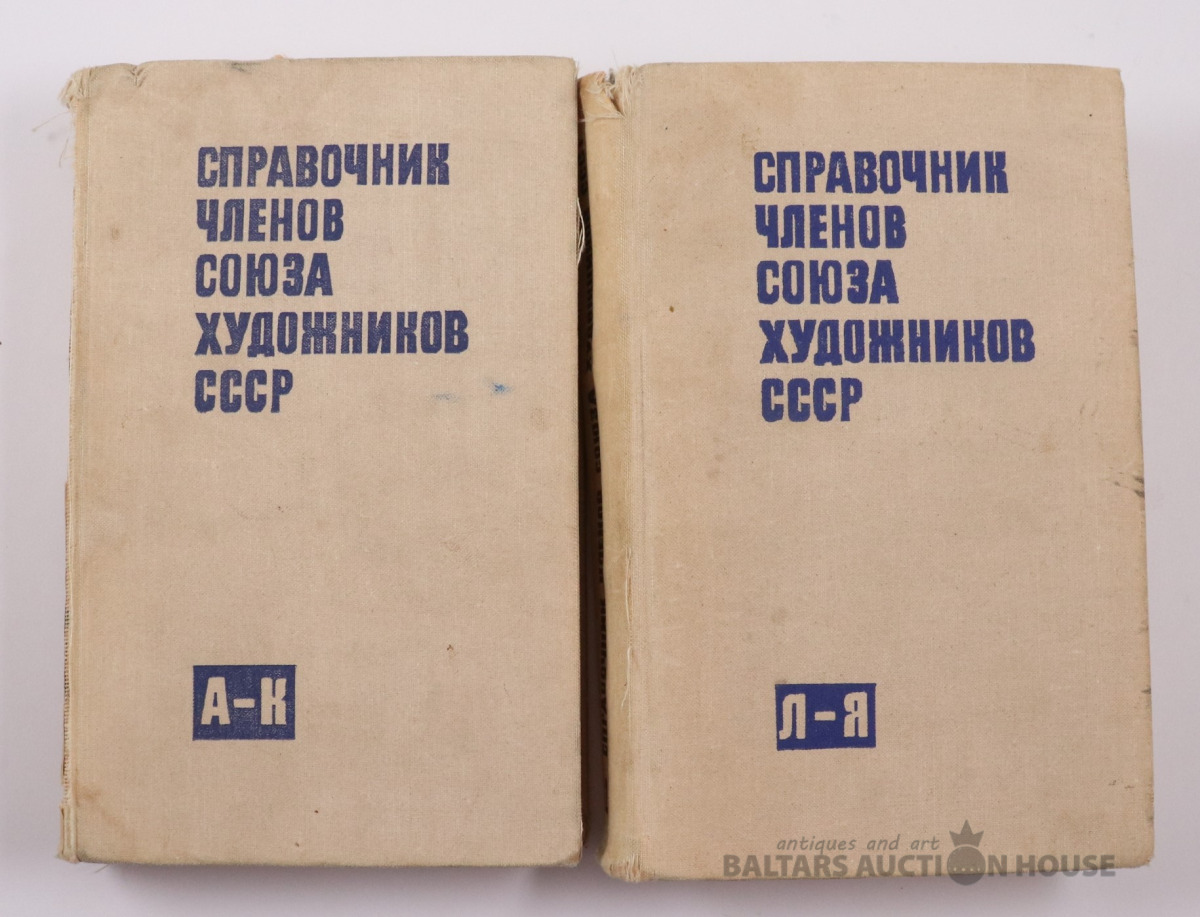 СПРАВОЧНИК
ЧЛЕНОВ
СОЮЗА
ХУДОЖНИКОВ
СССР
А-К
СПРАВОЧНИК
ЧЛЕНОВ
СОЮЗА
ХУДОЖНИКОВ
СССР
Л-Я
antiques and art
BALTARS AUCTION HOUSE